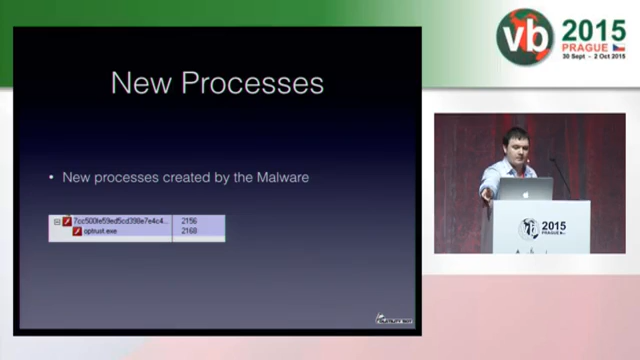 New Processes
• New processes created by the Malware
2156
optrust.exe 2168
vb 2015
PRAGUE
30 Sept - 2 Oct 2015
vb 2015